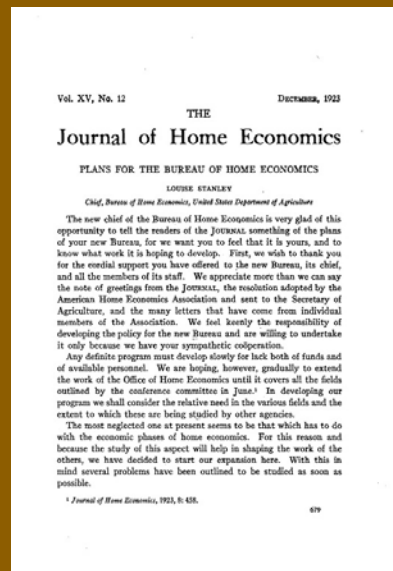 Vol. XV, No. 12 December, 1923
THE
Journal of Home Economics
PLANS FOR THE BUREAU OF HOME ECONOMICS
LOUISE STANLEY
Chief, Bureau of Home Economics, United States Department of Agriculture
The new chief of the Bureau of Home Economics is very glad of this
opportunity to tell the readers of the JOURNAL something of the plans
of your new Bureau, for we want you to feel that it is yours, and to
know what work it is hoping to develop. First, we wish to thank you
for the cordial support you have offered to the new Bureau, its chief,
and all the members of its staff. We appreciate more than we can say
the note of greetings from the JOURNAL, the resolution adopted by the
American Home Economics Association and sent to the Secretary of
Agriculture, and the many letters that have come from individual
members of the Association. We feel keenly the responsibility of
developing the policy for the new Bureau and are willing to undertake
it only because we have your sympathetic coöperation.
Any definite program must develop slowly for lack both of funds and
of available personnel. We are hoping, however, gradually to extend
the work of the Office of Home Economics until it covers all the fields
outlined by the conference committee in June.¹ In developing our
program we shall consider the relative need in the various fields and the
extent to which these are being studied by other agencies.
The most neglected one at present seems to be that which has to do
with the economic phases of home economics. For this reason and
because the study of this aspect will help in shaping the work of the
others, we have decided to start our expansion here. With this in
mind several problems have been outlined to be studied as soon as
possible.
¹ Journal of Home Economics, 1923, 8: 458.
679